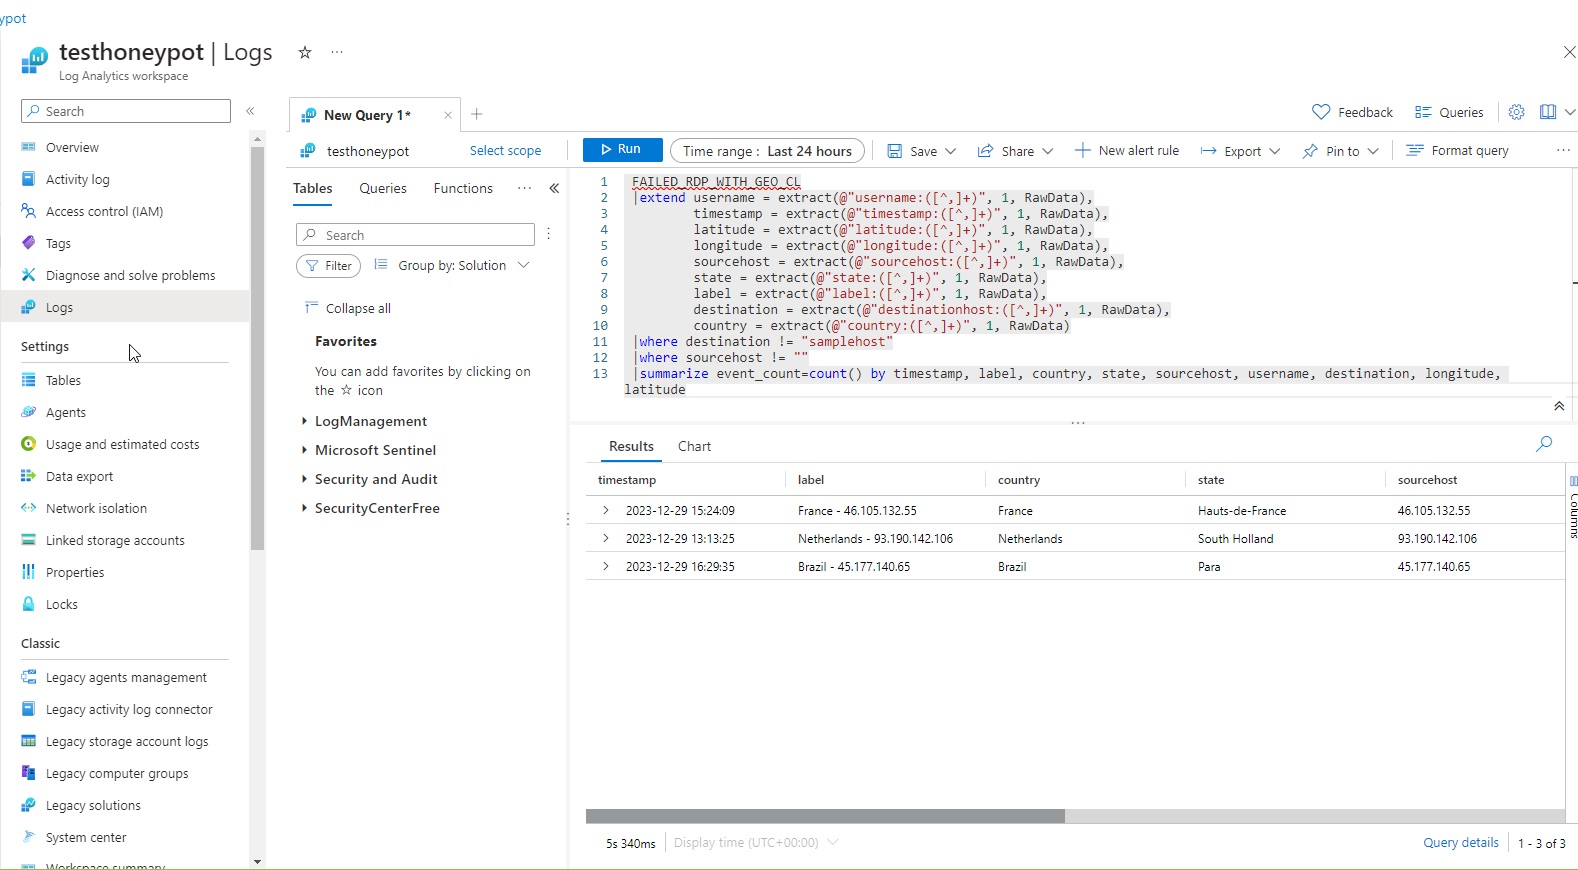 ypot
testhoneypot | Logs
Log Analytics workspace
Search
Overview
Activity log
Access control (IAM)
Tags
Diagnose and solve problems
Logs
Settings
Tables
Agents
Usage and estimated costs
Data export
Network isolation
Linked storage accounts
Properties
Locks
Classic
Legacy agents management
Legacy activity log connector
Legacy storage account logs
Legacy computer groups
Legacy solutions
System center
Workspace summary
New Query 1*
Feedback
Queries
testhoneypot
Select scope
Run
Time range : Last 24 hours
Save
Share
New alert rule
Export
Pin to
Format query
Tables
Queries
Functions
Search
Filter
Group by: Solution
Collapse all
Favorites
You can add favorites by clicking on
the ☆ icon
LogManagement
Microsoft Sentinel
Security and Audit
SecurityCenterFree
1 FAILED_RDP_WITH_GEO_CL
2 |extend username = extract(@"username:([^,]+)", 1, RawData),
3 timestamp = extract(@"timestamp:([^,]+)", 1, RawData),
4 latitude = extract(@"latitude:([^,]+)", 1, RawData),
5 longitude = extract(@"longitude:([^,]+)", 1, RawData),
6 sourcehost = extract(@"sourcehost:([^,]+)", 1, RawData),
7 state = extract(@"state:([^,]+)", 1, RawData),
8 label = extract(@"label:([^,]+)", 1, RawData),
9 destination = extract(@"destinationhost:([^,]+)", 1, RawData),
10 country = extract(@"country:([^,]+)", 1, RawData)
11 |where destination != "samplehost"
12 |where sourcehost != ""
13 |summarize event_count=count() by timestamp, label, country, state, sourcehost, username, destination, longitude,
latitude
Results
Chart
timestamp label country state sourcehost
2023-12-29 15:24:09 France - 46.105.132.55 France Hauts-de-France 46.105.132.55
2023-12-29 13:13:25 Netherlands - 93.190.142.106 Netherlands South Holland 93.190.142.106
2023-12-29 16:29:35 Brazil - 45.177.140.65 Brazil Para 45.177.140.65
Columns
5s 340ms
Display time (UTC+00:00)
Query details
1 - 3 of 3